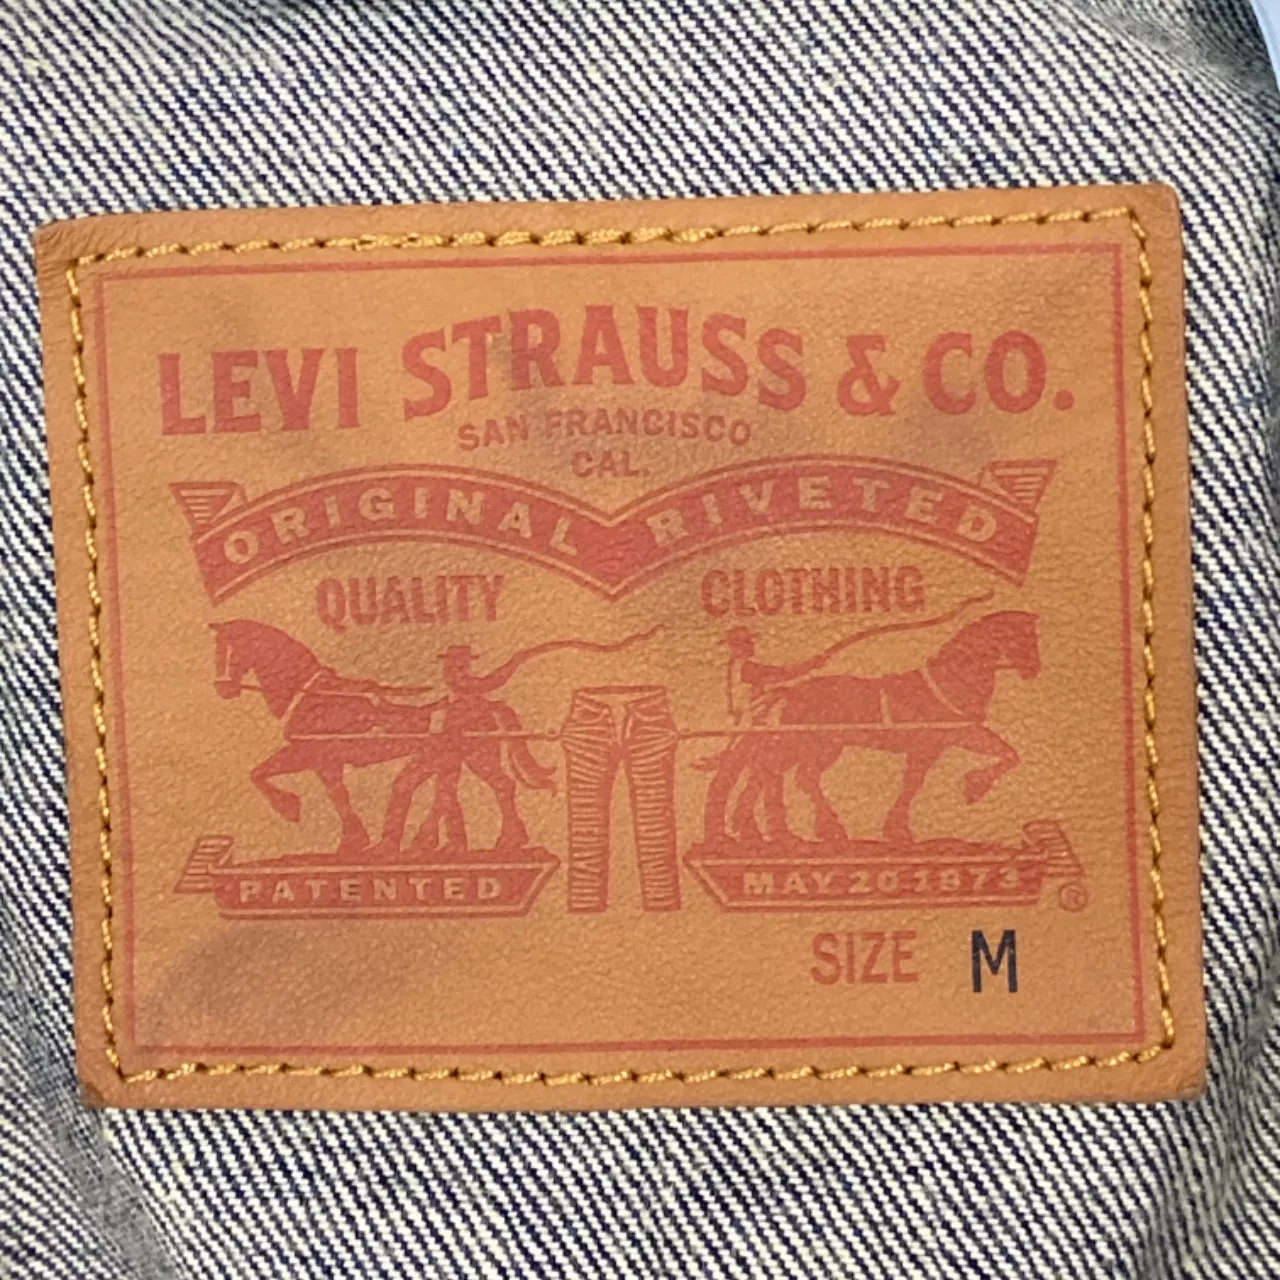 LEVI STRAUSS & CO.
SAN FRANCISCO
CAL.
ORIGINAL RIVETED
QUALITY CLOTHING
PATENTED MAY 20 1873
®
SIZE M